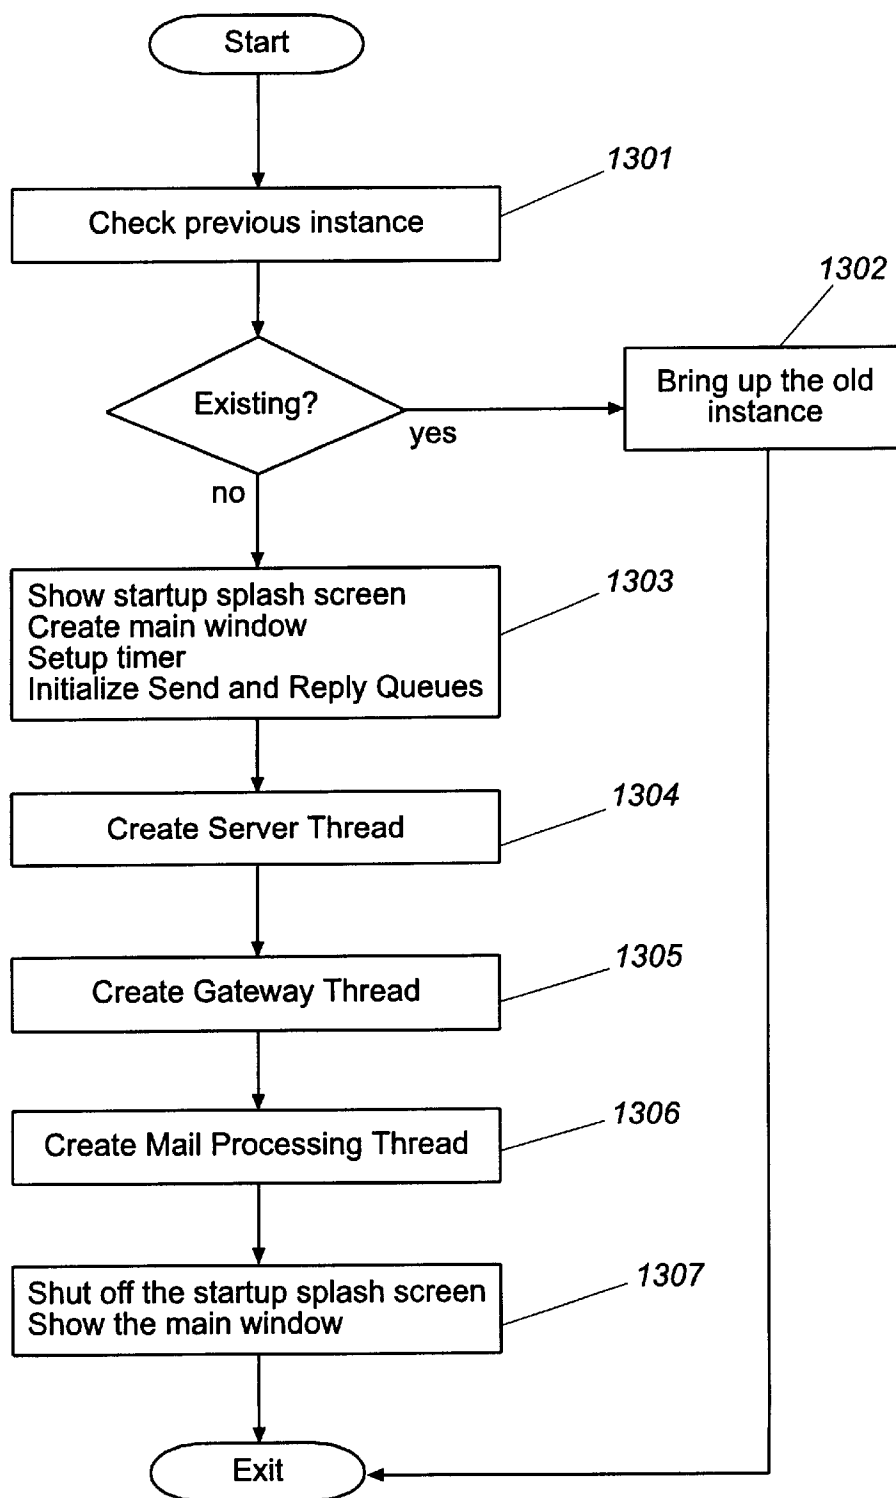 Start
1301
Check previous instance
1302
Existing?
Bring up the old
instance
yes
no
1303
Show startup splash screen
Create main window
Setup timer
Initialize Send and Reply Queues
1304
Create Server Thread
1305
Create Gateway Thread
1306
Create Mail Processing Thread
1307
Shut off the startup splash screen
Show the main window
Exit